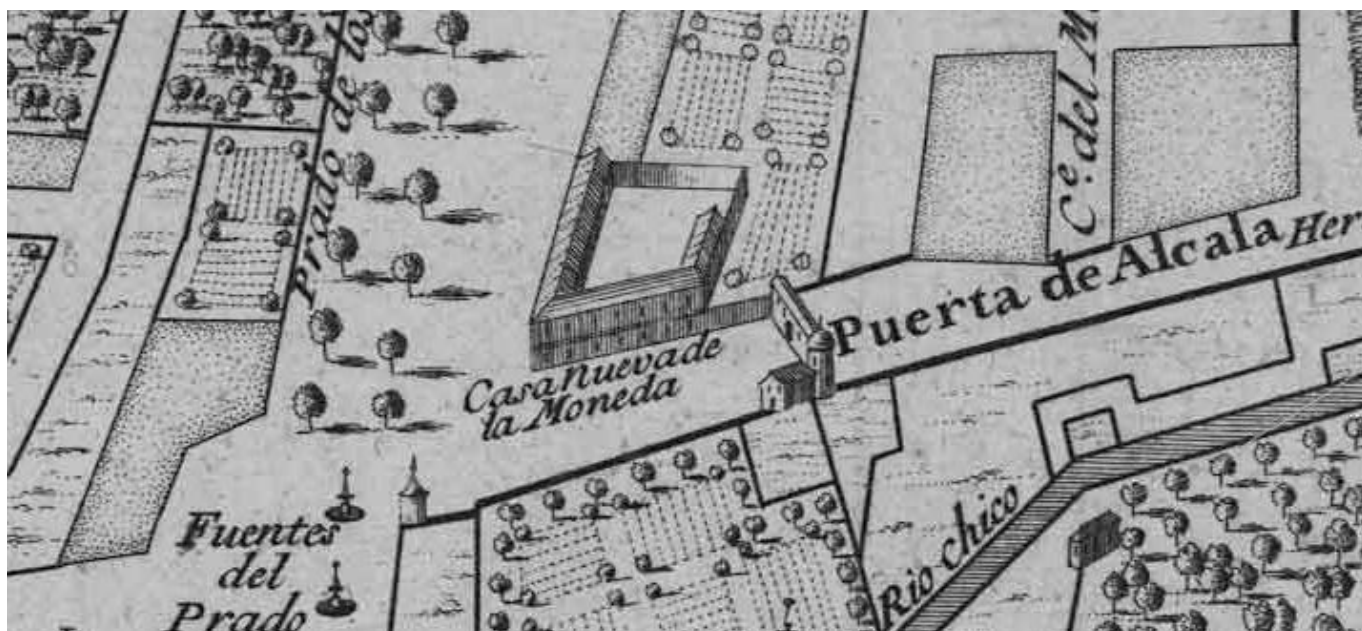 Prado de los
Casa Nueva de
la Moneda
Puerta de Alcala
Her
Cᵉ. del M
Fuentes
del
Prado
Rio chico